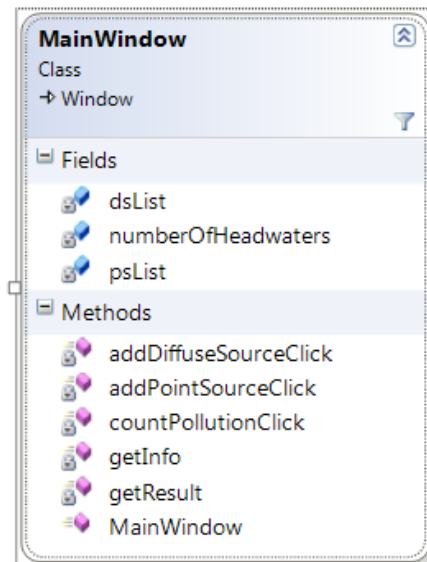 MainWindow
Class
Window
Fields
dsList
numberOfHeadwaters
psList
Methods
addDiffuseSourceClick
addPointSourceClick
countPollutionClick
getInfo
getResult
MainWindow